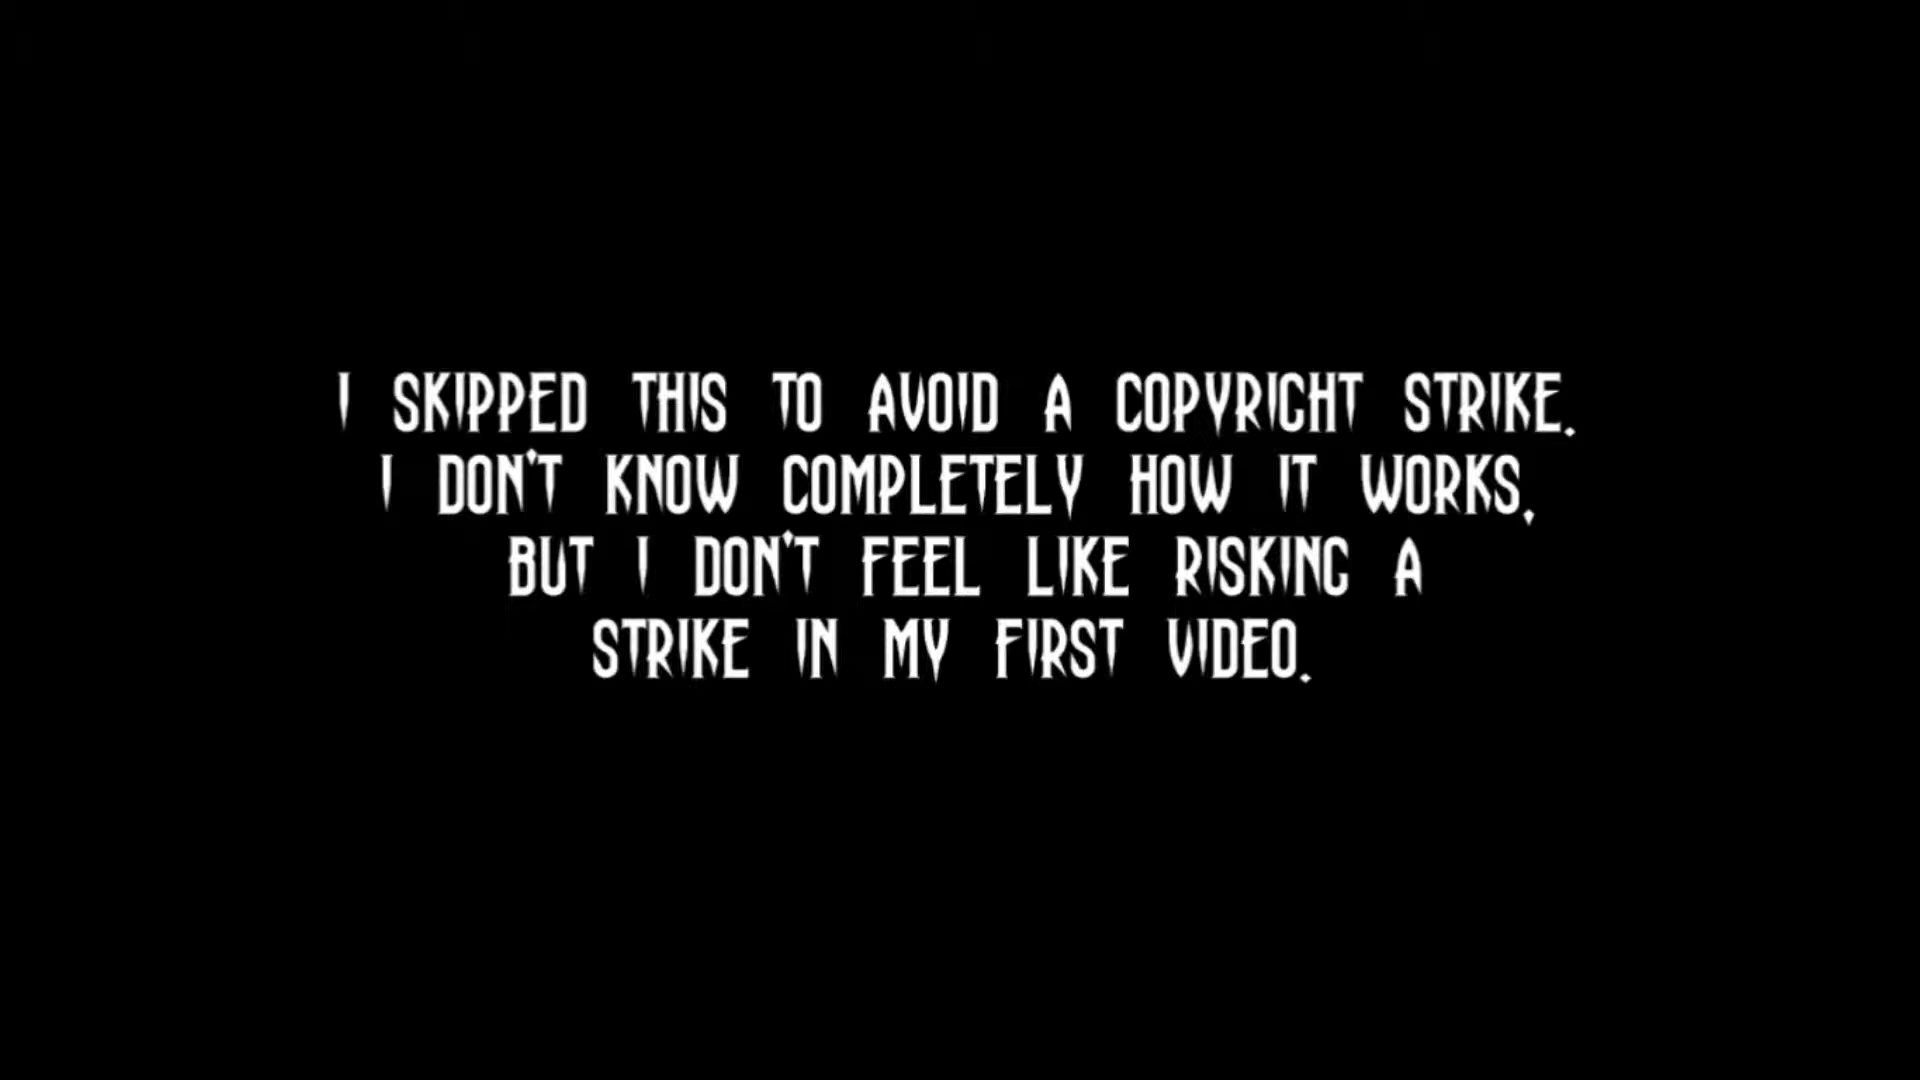 I SKIPPED THIS TO AVOID A COPYRIGHT STRIKE.
I DON'T KNOW COMPLETELY HOW IT WORKS,
BUT I DON'T FEEL LIKE RISKING A
STRIKE IN MY FIRST VIDEO.